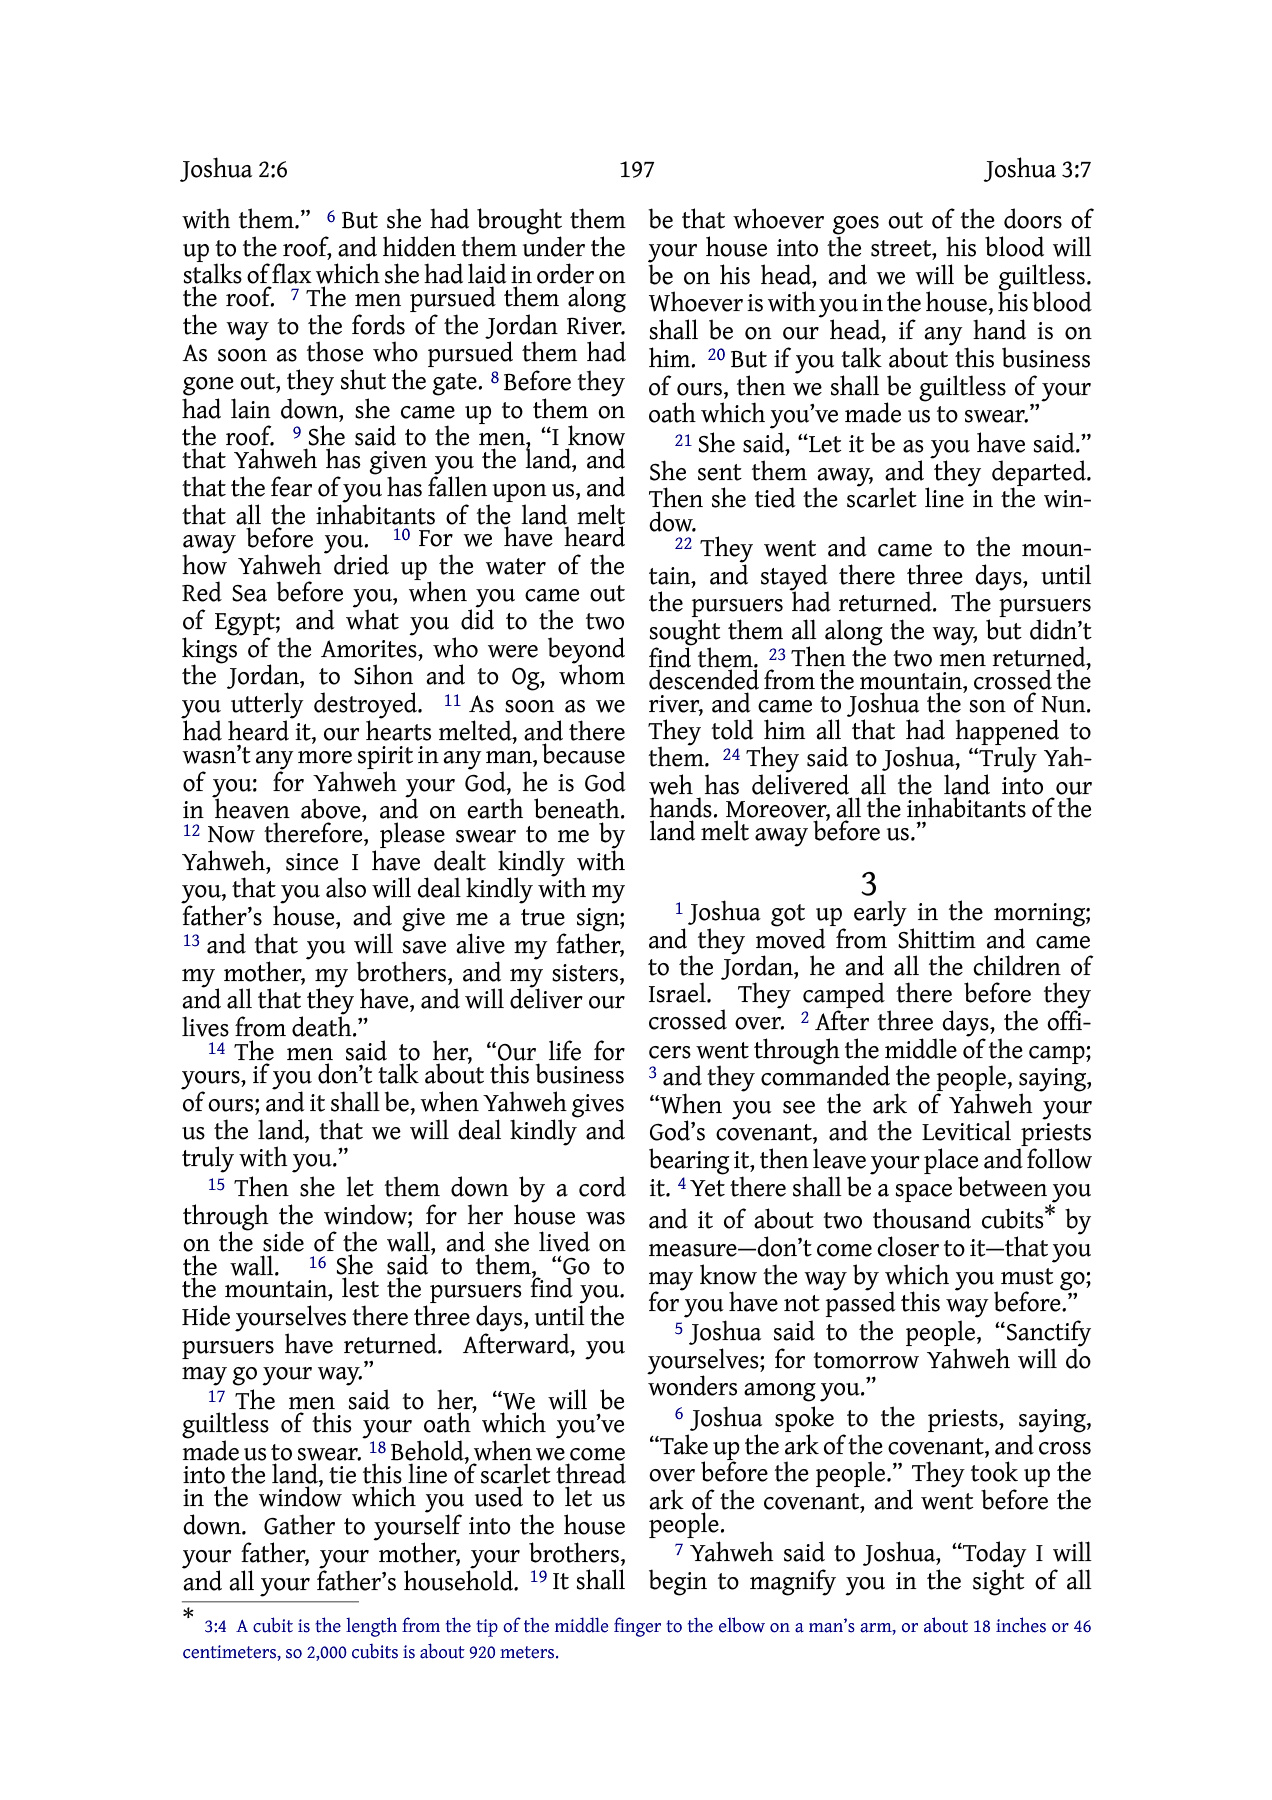 Joshua 2:6 197 Joshua 3:7
with them.” 6 But she had brought them
up to the roof, and hidden them under the
stalks of flax which she had laid in order on
the roof. 7 The men pursued them along
the way to the fords of the Jordan River.
As soon as those who pursued them had
gone out, they shut the gate. 8 Before they
had lain down, she came up to them on
the roof. 9 She said to the men, “I know
that Yahweh has given you the land, and
that the fear of you has fallen upon us, and
that all the inhabitants of the land melt
away before you. 10 For we have heard
how Yahweh dried up the water of the
Red Sea before you, when you came out
of Egypt; and what you did to the two
kings of the Amorites, who were beyond
the Jordan, to Sihon and to Og, whom
you utterly destroyed. 11 As soon as we
had heard it, our hearts melted, and there
wasn’t any more spirit in any man, because
of you: for Yahweh your God, he is God
in heaven above, and on earth beneath.
12 Now therefore, please swear to me by
Yahweh, since I have dealt kindly with
you, that you also will deal kindly with my
father’s house, and give me a true sign;
13 and that you will save alive my father,
my mother, my brothers, and my sisters,
and all that they have, and will deliver our
lives from death.”
14 The men said to her, “Our life for
yours, if you don’t talk about this business
of ours; and it shall be, when Yahweh gives
us the land, that we will deal kindly and
truly with you.”
15 Then she let them down by a cord
through the window; for her house was
on the side of the wall, and she lived on
the wall. 16 She said to them, “Go to
the mountain, lest the pursuers find you.
Hide yourselves there three days, until the
pursuers have returned. Afterward, you
may go your way.”
17 The men said to her, “We will be
guiltless of this your oath which you’ve
made us to swear. 18 Behold, when we come
into the land, tie this line of scarlet thread
in the window which you used to let us
down. Gather to yourself into the house
your father, your mother, your brothers,
and all your father’s household. 19 It shall
be that whoever goes out of the doors of
your house into the street, his blood will
be on his head, and we will be guiltless.
Whoever is with you in the house, his blood
shall be on our head, if any hand is on
him. 20 But if you talk about this business
of ours, then we shall be guiltless of your
oath which you’ve made us to swear.”
21 She said, “Let it be as you have said.”
She sent them away, and they departed.
Then she tied the scarlet line in the win-
dow.
22 They went and came to the moun-
tain, and stayed there three days, until
the pursuers had returned. The pursuers
sought them all along the way, but didn’t
find them. 23 Then the two men returned,
descended from the mountain, crossed the
river, and came to Joshua the son of Nun.
They told him all that had happened to
them. 24 They said to Joshua, “Truly Yah-
weh has delivered all the land into our
hands. Moreover, all the inhabitants of the
land melt away before us.”
3
1 Joshua got up early in the morning;
and they moved from Shittim and came
to the Jordan, he and all the children of
Israel. They camped there before they
crossed over. 2 After three days, the offi-
cers went through the middle of the camp;
3 and they commanded the people, saying,
“When you see the ark of Yahweh your
God’s covenant, and the Levitical priests
bearing it, then leave your place and follow
it. 4 Yet there shall be a space between you
and it of about two thousand cubits* by
measure—don’t come closer to it—that you
may know the way by which you must go;
for you have not passed this way before.”
5 Joshua said to the people, “Sanctify
yourselves; for tomorrow Yahweh will do
wonders among you.”
6 Joshua spoke to the priests, saying,
“Take up the ark of the covenant, and cross
over before the people.” They took up the
ark of the covenant, and went before the
people.
7 Yahweh said to Joshua, “Today I will
begin to magnify you in the sight of all
* 3:4 A cubit is the length from the tip of the middle finger to the elbow on a man’s arm, or about 18 inches or 46
centimeters, so 2,000 cubits is about 920 meters.